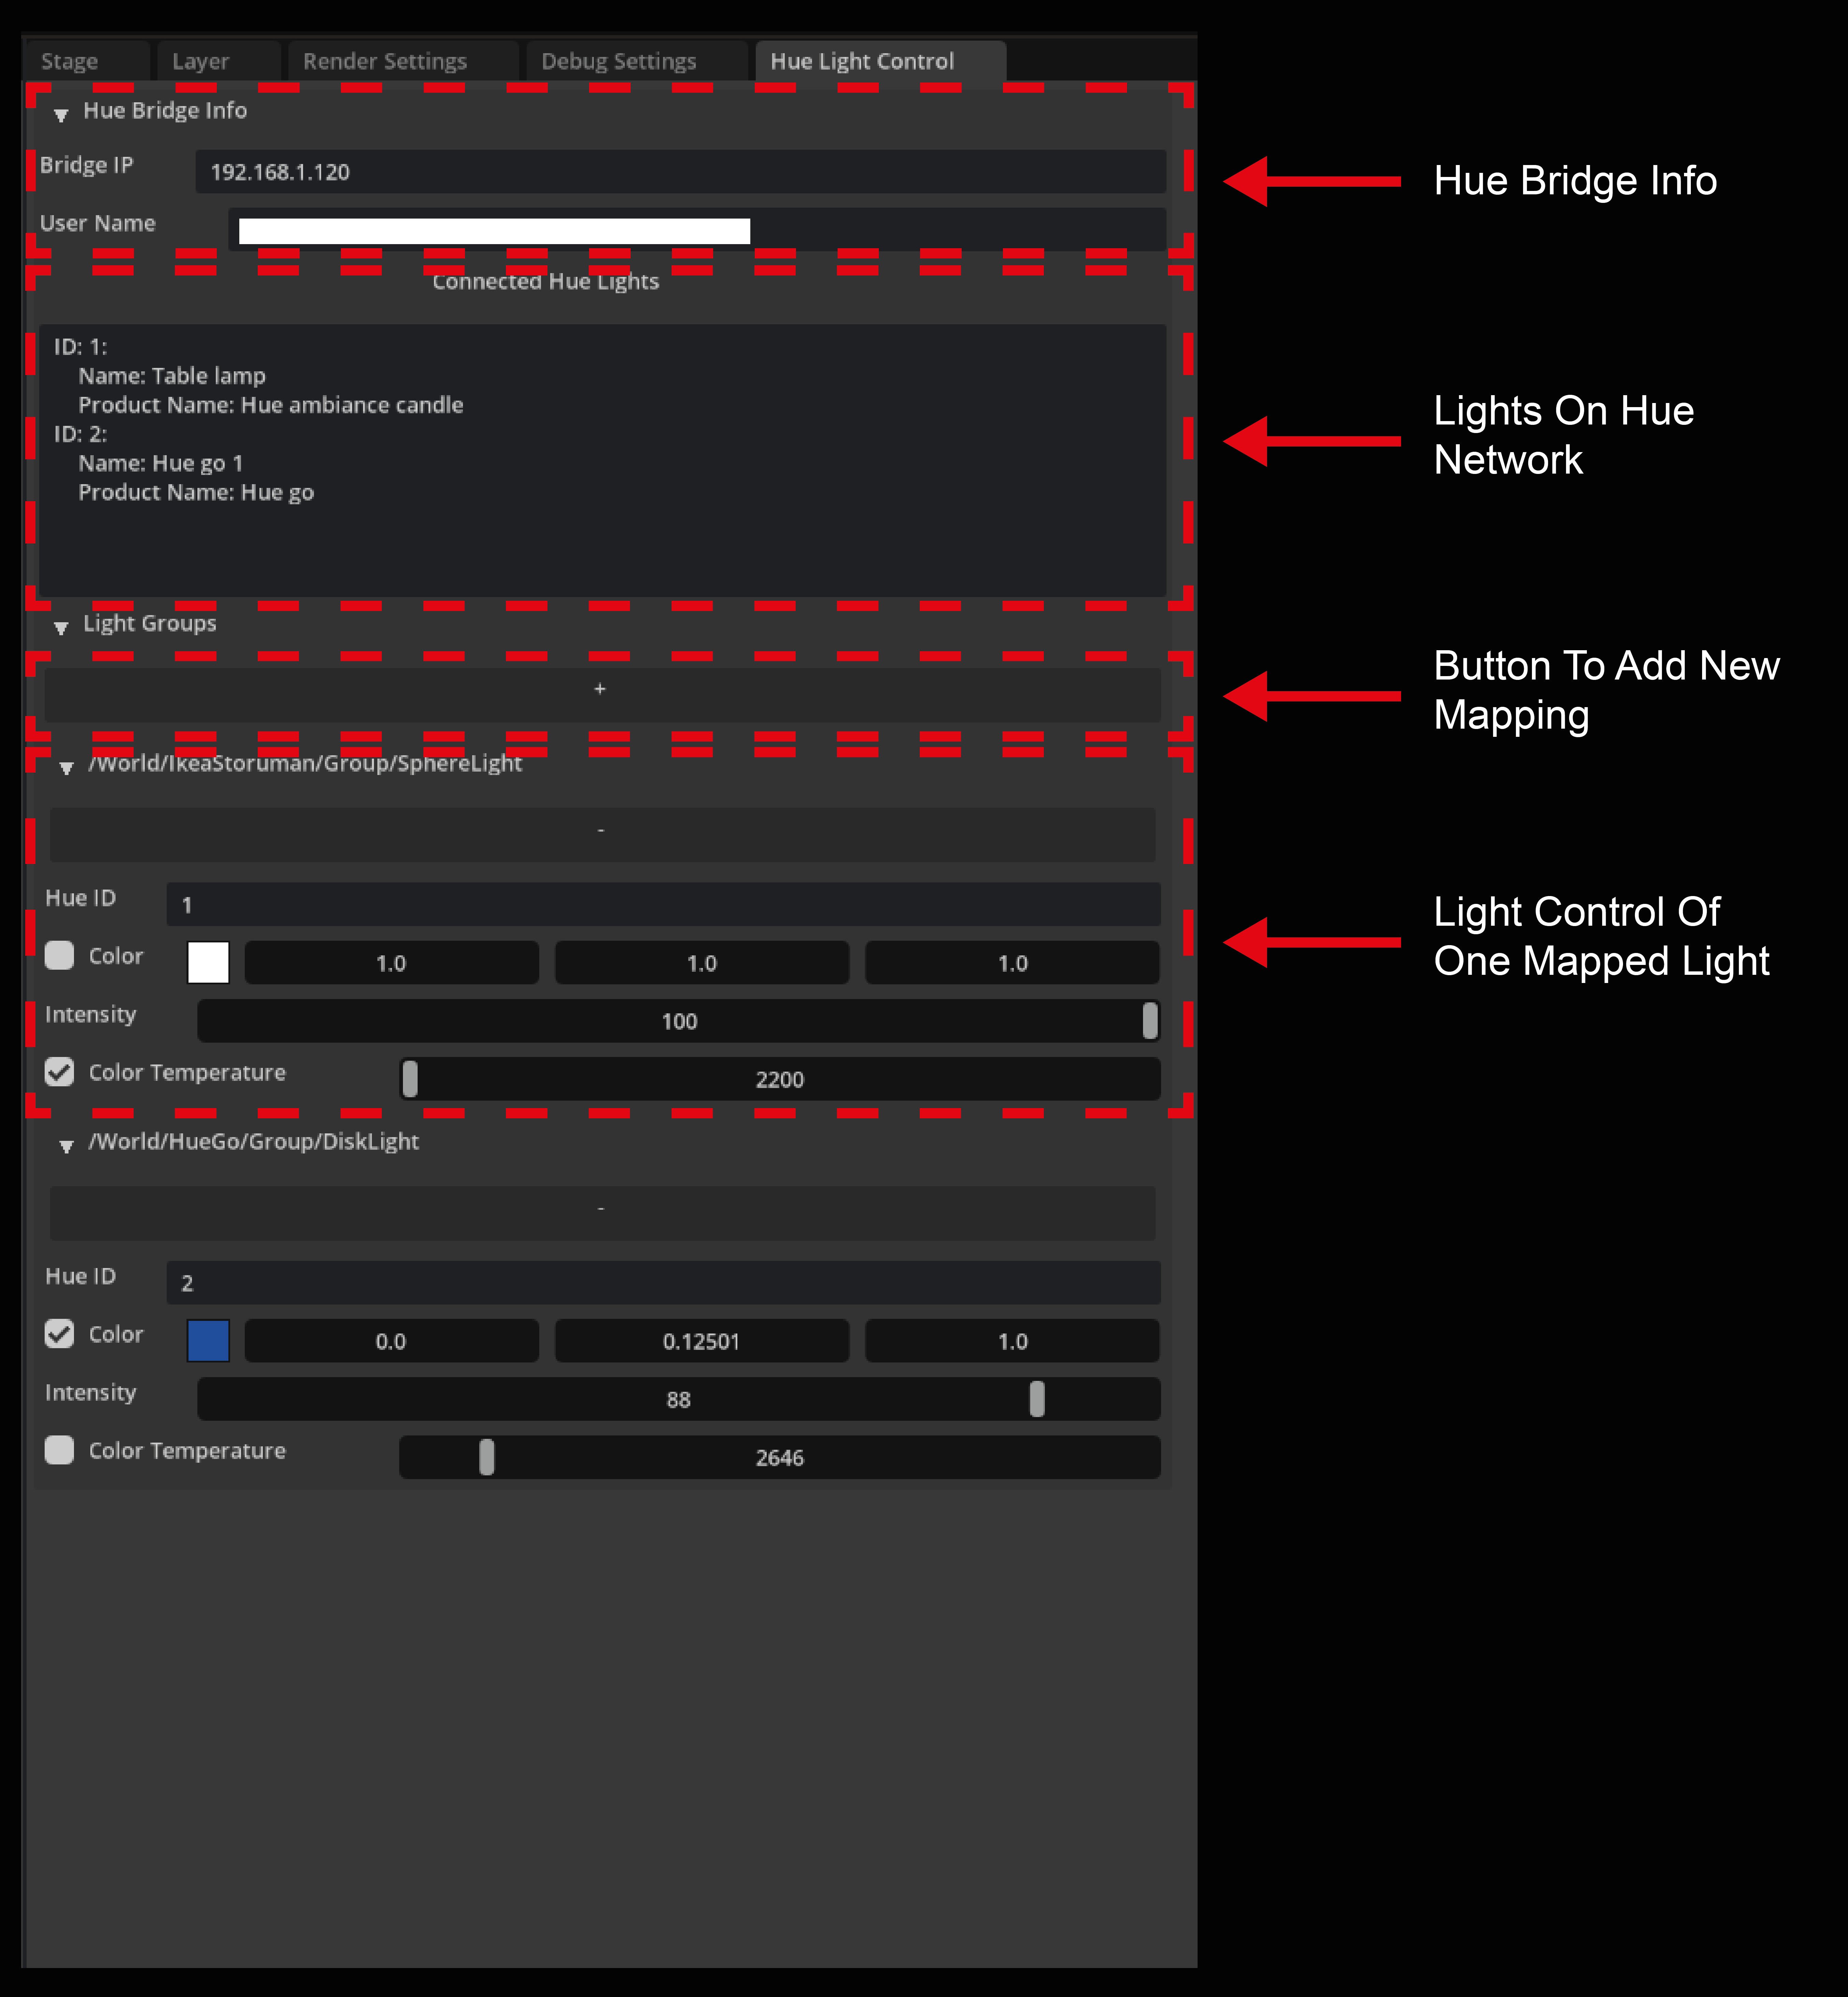 Stage Layer Render Settings Debug Settings Hue Light Control
Hue Bridge Info
Bridge IP 192.168.1.120
User Name
Connected Hue Lights
ID: 1:
Name: Table lamp
Product Name: Hue ambiance candle
ID: 2:
Name: Hue go 1
Product Name: Hue go
Light Groups
+
/World/IkeaStoruman/Group/SphereLight
-
Hue ID 1
Color 1.0 1.0 1.0
Intensity 100
Color Temperature 2200
/World/HueGo/Group/DiskLight
-
Hue ID 2
Color 0.0 0.12501 1.0
Intensity 88
Color Temperature 2646
Hue Bridge Info
Lights On Hue
Network
Button To Add New
Mapping
Light Control Of
One Mapped Light